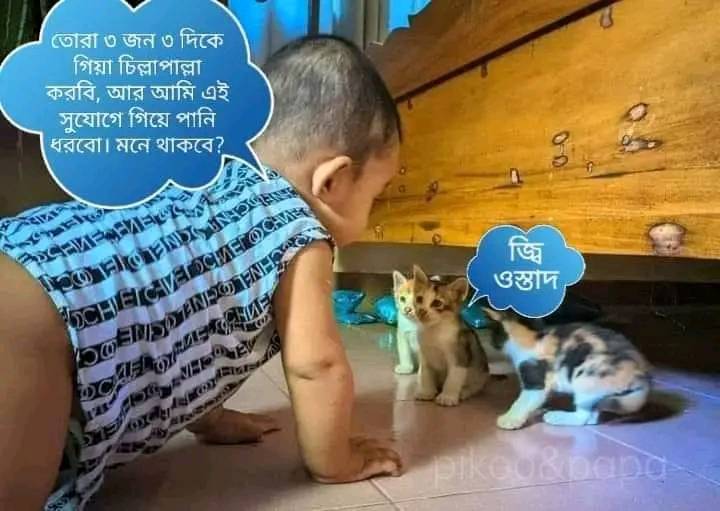 তোরা ৩ জন ৩ দিকে
গিয়া চিল্লাপাল্লা
করবি, আর আমি এই
সুযোগে গিয়ে পানি
ধরবো। মনে থাকবে?
জ্বি
ওস্তাদ
pikoo&papa